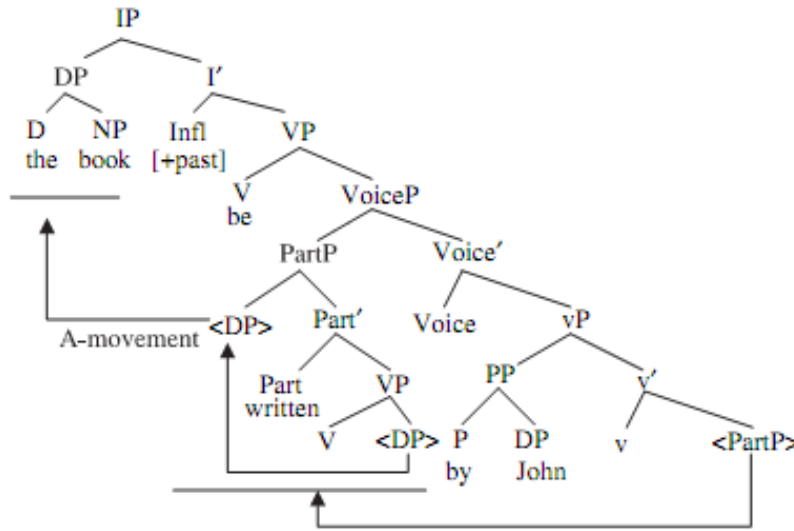 IP
DP I′
D NP Infl VP
the book [+past]
V VoiceP
be
PartP Voice′
<DP> Part′ Voice vP
A-movement
Part VP PP v′
written
V <DP> P DP v <PartP>
by John